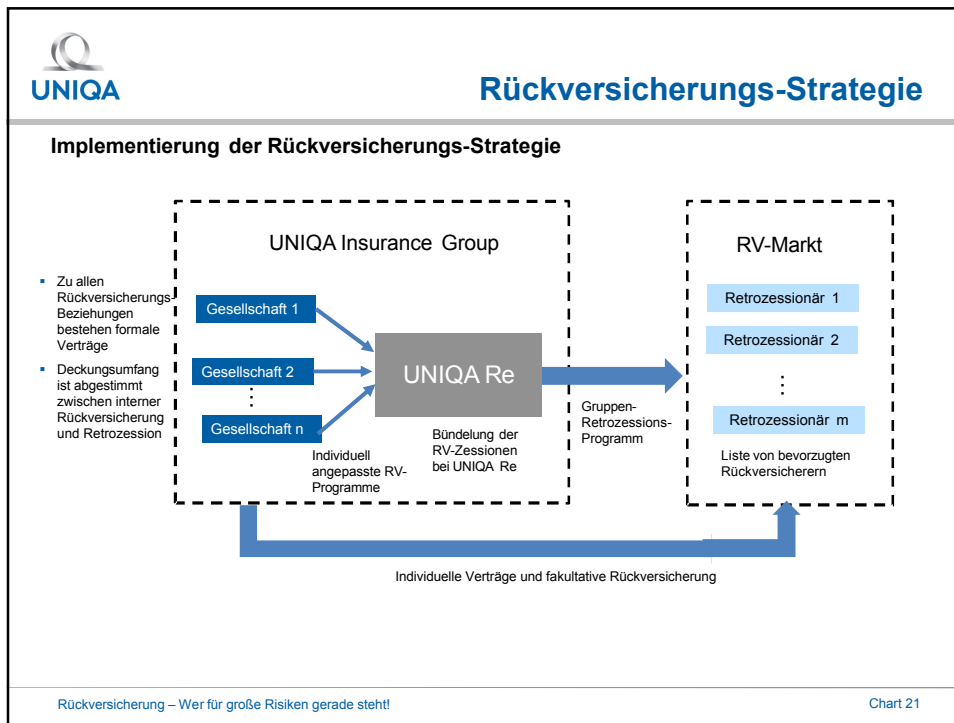 UNIQA
Rückversicherungs-Strategie
Implementierung der Rückversicherungs-Strategie
▪ Zu allen
Rückversicherungs-
Beziehungen
bestehen formale
Verträge
▪ Deckungsumfang
ist abgestimmt
zwischen interner
Rückversicherung
und Retrozession
UNIQA Insurance Group
Gesellschaft 1
Gesellschaft 2
⋮
Gesellschaft n
Individuell
angepasste RV-
Programme
UNIQA Re
Bündelung der
RV-Zessionen
bei UNIQA Re
Gruppen-
Retrozessions-
Programm
RV-Markt
Retrozessionär 1
Retrozessionär 2
⋮
Retrozessionär m
Liste von bevorzugten
Rückversicherern
Individuelle Verträge und fakultative Rückversicherung
Rückversicherung – Wer für große Risiken gerade steht!
Chart 21